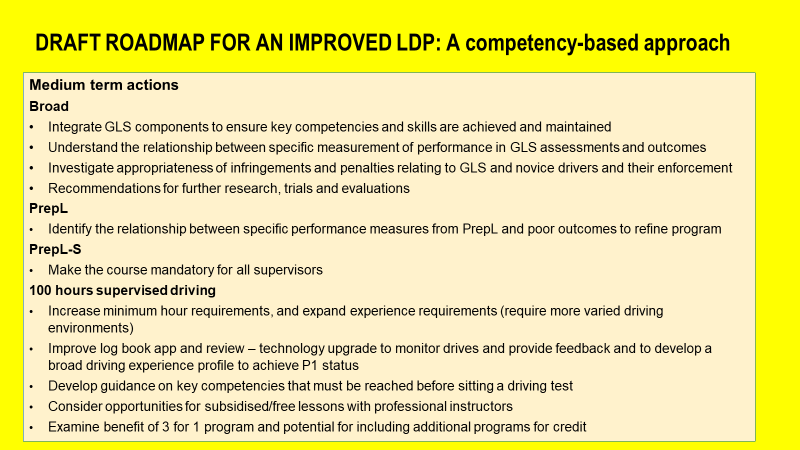 DRAFT ROADMAP FOR AN IMPROVED LDP: A competency-based approach
Medium term actions
Broad
• Integrate GLS components to ensure key competencies and skills are achieved and maintained
• Understand the relationship between specific measurement of performance in GLS assessments and outcomes
• Investigate appropriateness of infringements and penalties relating to GLS and novice drivers and their enforcement
• Recommendations for further research, trials and evaluations
PrepL
• Identify the relationship between specific performance measures from PrepL and poor outcomes to refine program
PrepL-S
• Make the course mandatory for all supervisors
100 hours supervised driving
• Increase minimum hour requirements, and expand experience requirements (require more varied driving
environments)
• Improve log book app and review – technology upgrade to monitor drives and provide feedback and to develop a
broad driving experience profile to achieve P1 status
• Develop guidance on key competencies that must be reached before sitting a driving test
• Consider opportunities for subsidised/free lessons with professional instructors
• Examine benefit of 3 for 1 program and potential for including additional programs for credit